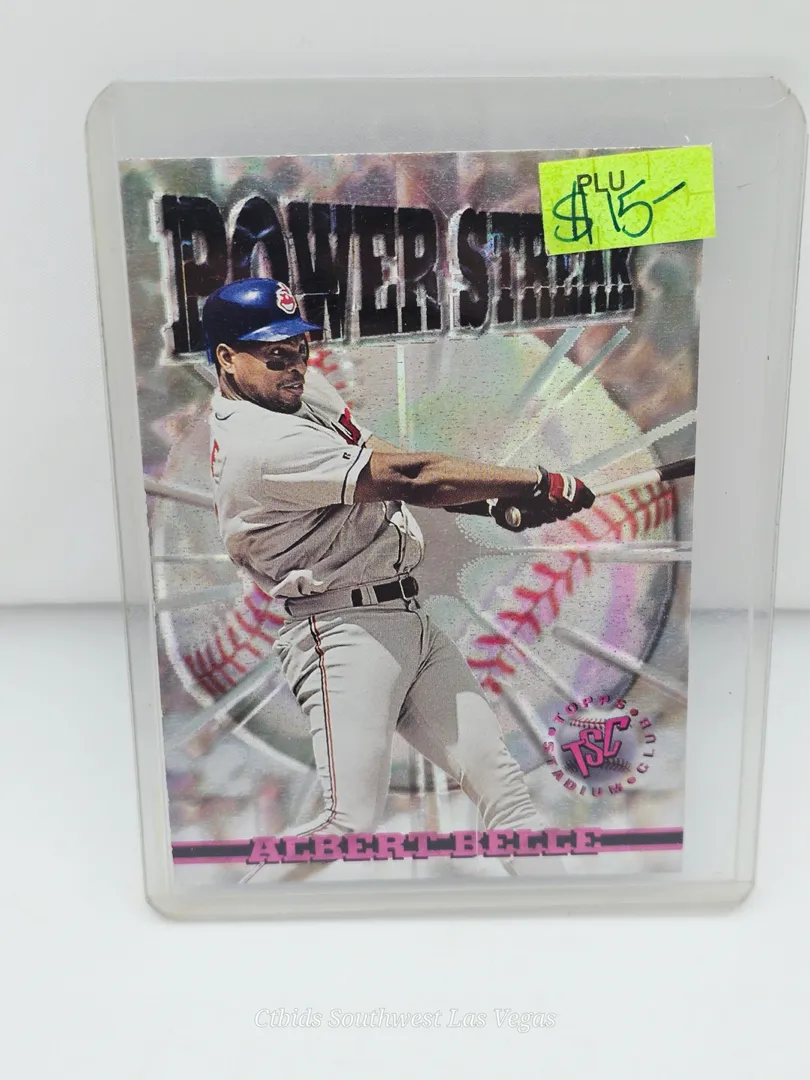 POWER STREAK
PLU
$15-
TOPPS
TSC
STADIUM CLUB
ALBERT BELLE
Ctbids Southwest Las Vegas